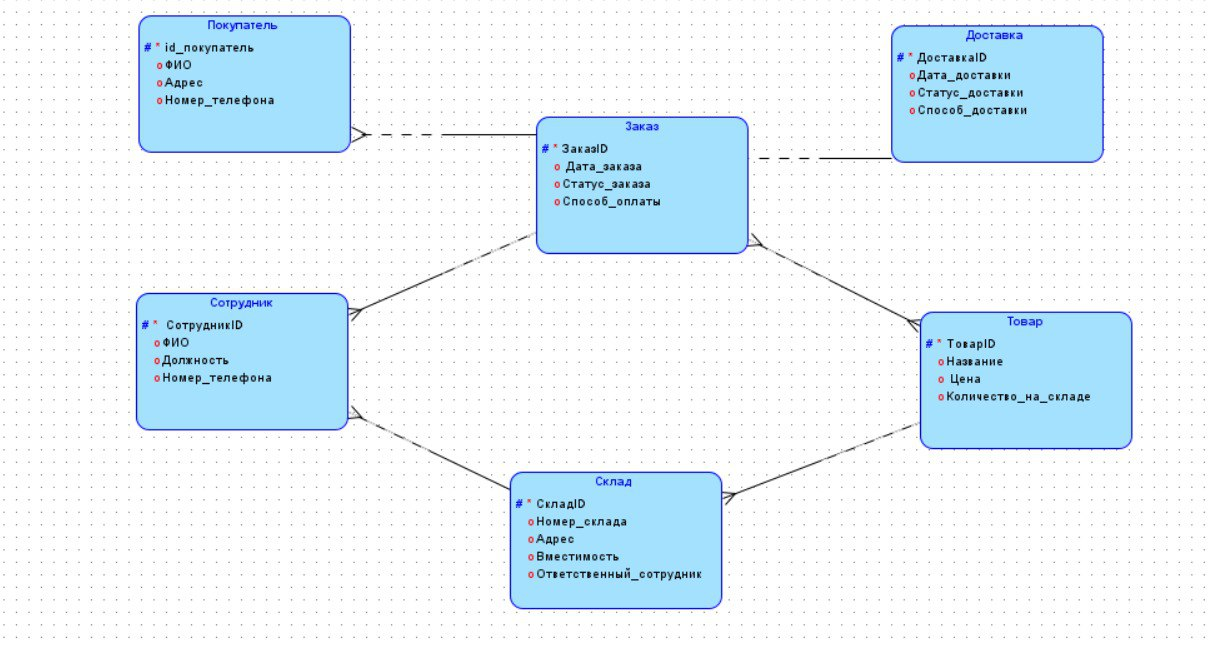 Покупатель
# * id_покупатель
o ФИО
o Адрес
o Номер_телефона
Доставка
# * ДоставкаID
o Дата_доставки
o Статус_доставки
o Способ_доставки
Заказ
# * ЗаказID
o Дата_заказа
o Статус_заказа
o Способ_оплаты
Сотрудник
# * СотрудникID
o ФИО
o Должность
o Номер_телефона
Товар
# * ТоварID
o Название
o Цена
o Количество_на_складе
Склад
# * СкладID
o Номер_склада
o Адрес
o Вместимость
o Ответственный_сотрудник